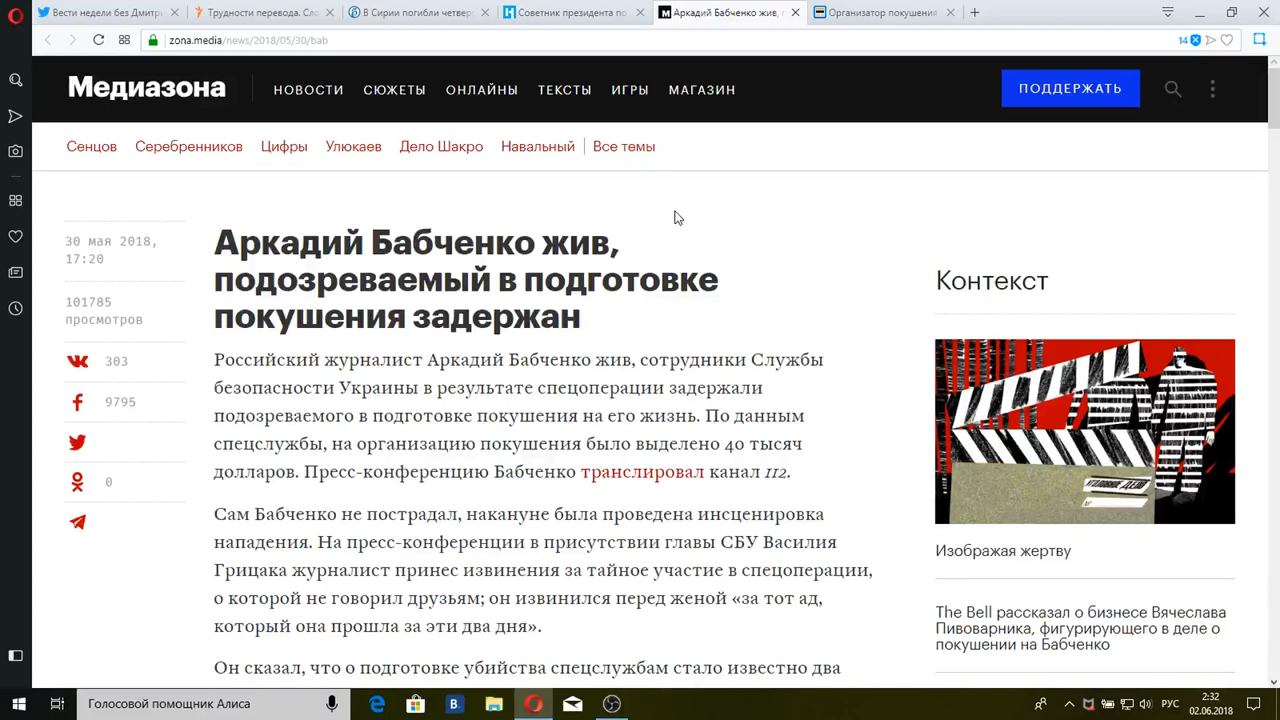 Вести недели без Дмитри
Трудности перевода. Сло
В Сирии погибли четвер
Советник президента по
Аркадий Бабченко жив,
Организатор покушения
zona.media/news/2018/05/30/bab
14
Медиазона
НОВОСТИ СЮЖЕТЫ ОНЛАЙНЫ ТЕКСТЫ ИГРЫ МАГАЗИН
ПОДДЕРЖАТЬ
Сенцов Серебренников Цифры Улюкаев Дело Шакро Навальный Все темы
30 мая 2018,
17:20
101785
просмотров
303
9795
0
Аркадий Бабченко жив,
подозреваемый в подготовке
покушения задержан
Российский журналист Аркадий Бабченко жив, сотрудники Службы
безопасности Украины в результате спецоперации задержали
подозреваемого в подготовке покушения на его жизнь. По данным
спецслужбы, на организацию покушения было выделено 40 тысяч
долларов. Пресс-конференцию Бабченко транслировал канал 112.
Сам Бабченко не пострадал, накануне была проведена инсценировка
нападения. На пресс-конференции в присутствии главы СБУ Василия
Грицака журналист принес извинения за тайное участие в спецоперации,
о которой не говорил друзьям; он извинился перед женой «за тот ад,
который она прошла за эти два дня».
Он сказал, что о подготовке убийства спецслужбам стало известно два
Контекст
Изображая жертву
The Bell рассказал о бизнесе Вячеслава
Пивоварника, фигурирующего в деле о
покушении на Бабченко
Голосовой помощник Алиса
РУС
2:32
02.06.2018